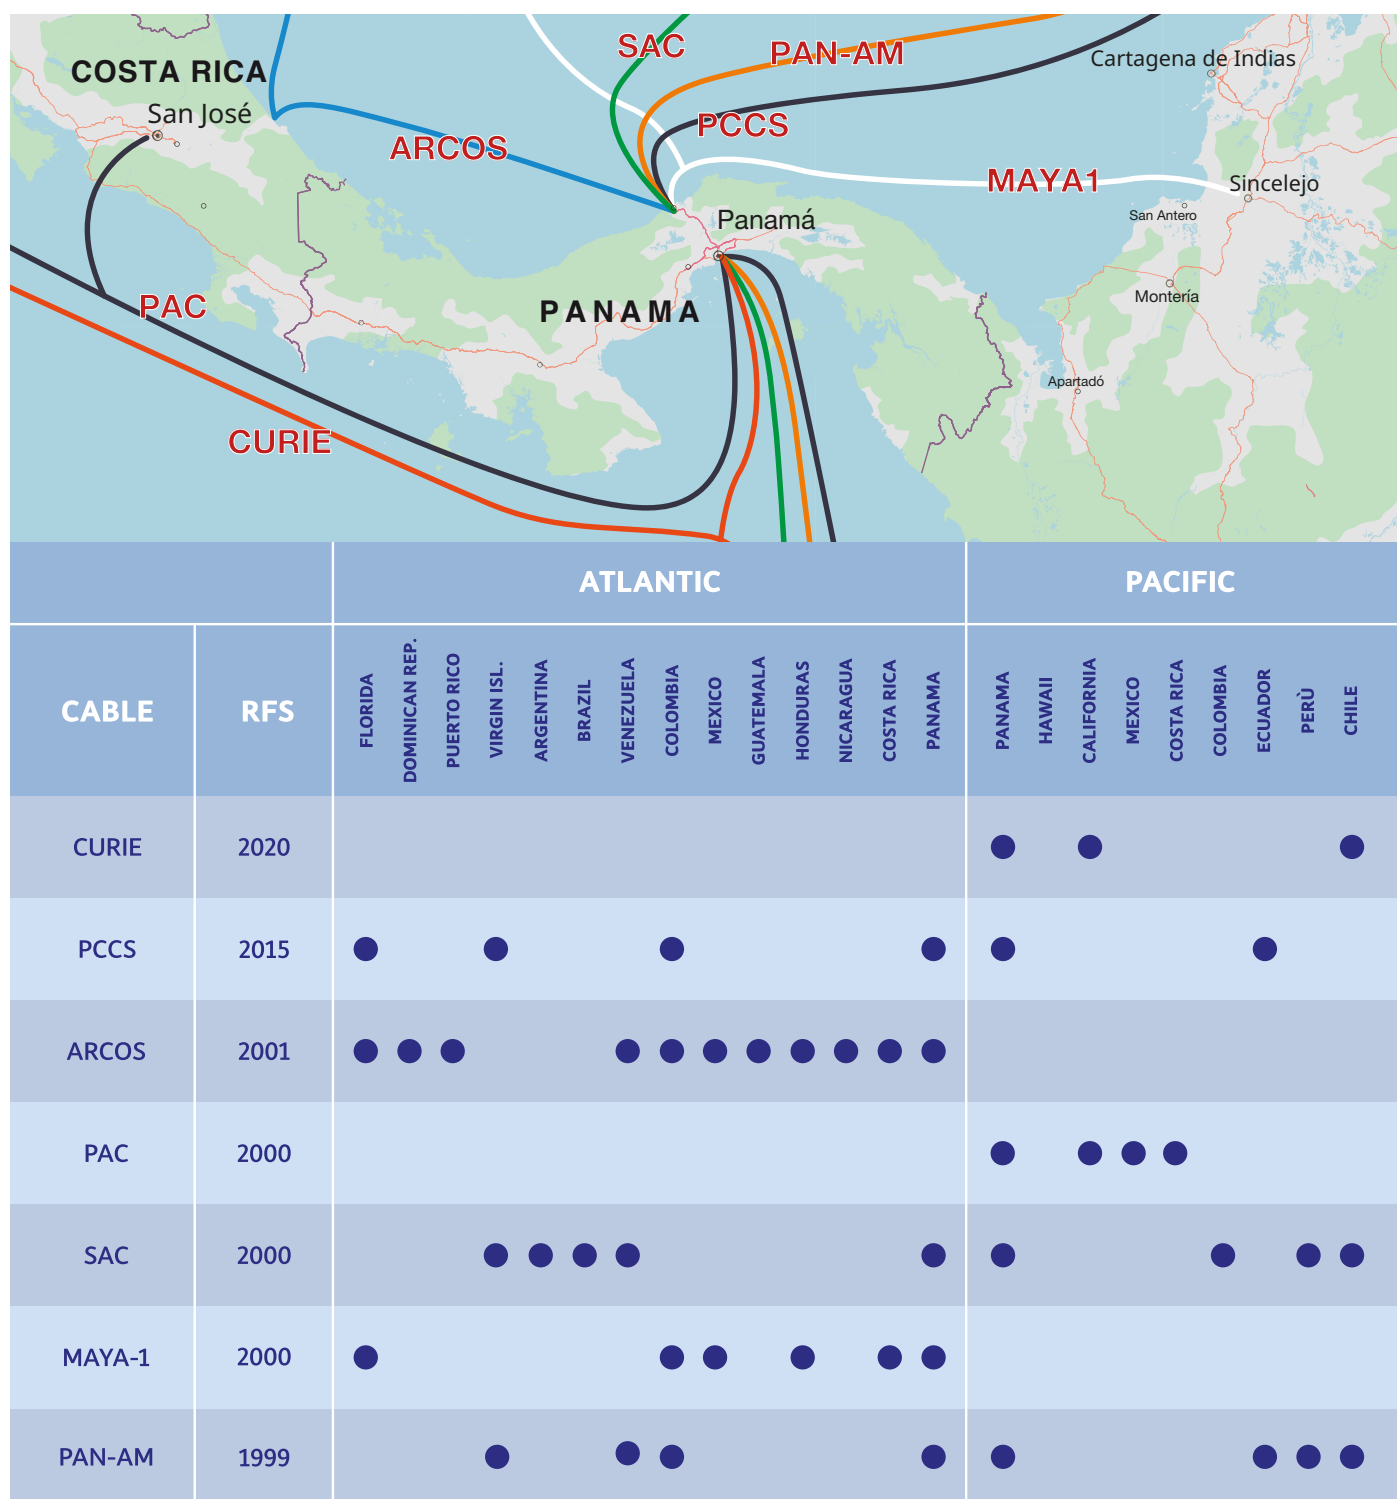 SAC
PAN-AM
Cartagena de Indias
COSTA RICA
San José
PCCS
ARCOS
MAYA1
Sincelejo
San Antero
Panamá
PAC
PANAMA
Montería
Apartadó
CURIE
ATLANTIC PACIFIC
CABLE RFS FLORIDA DOMINICAN REP. PUERTO RICO VIRGIN ISL. ARGENTINA BRAZIL VENEZUELA COLOMBIA MEXICO GUATEMALA HONDURAS NICARAGUA COSTA RICA PANAMA PANAMA HAWAII CALIFORNIA MEXICO COSTA RICA COLOMBIA ECUADOR PERÙ CHILE
CURIE 2020
PCCS 2015
ARCOS 2001
PAC 2000
SAC 2000
MAYA-1 2000
PAN-AM 1999